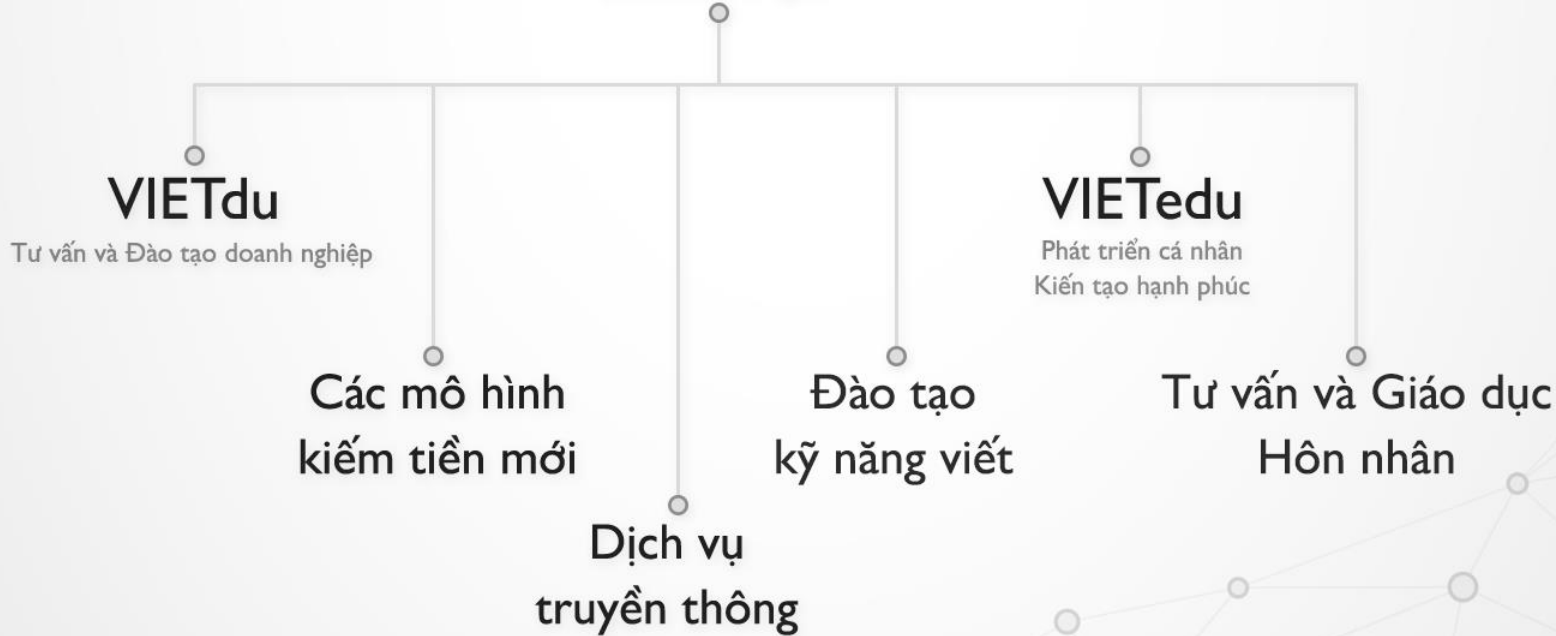 VIETdu
Tư vấn và Đào tạo doanh nghiệp
Các mô hình
kiếm tiền mới
Dịch vụ
truyền thông
Đào tạo
kỹ năng viết
VIETedu
Phát triển cá nhân
Kiến tạo hạnh phúc
Tư vấn và Giáo dục
Hôn nhân